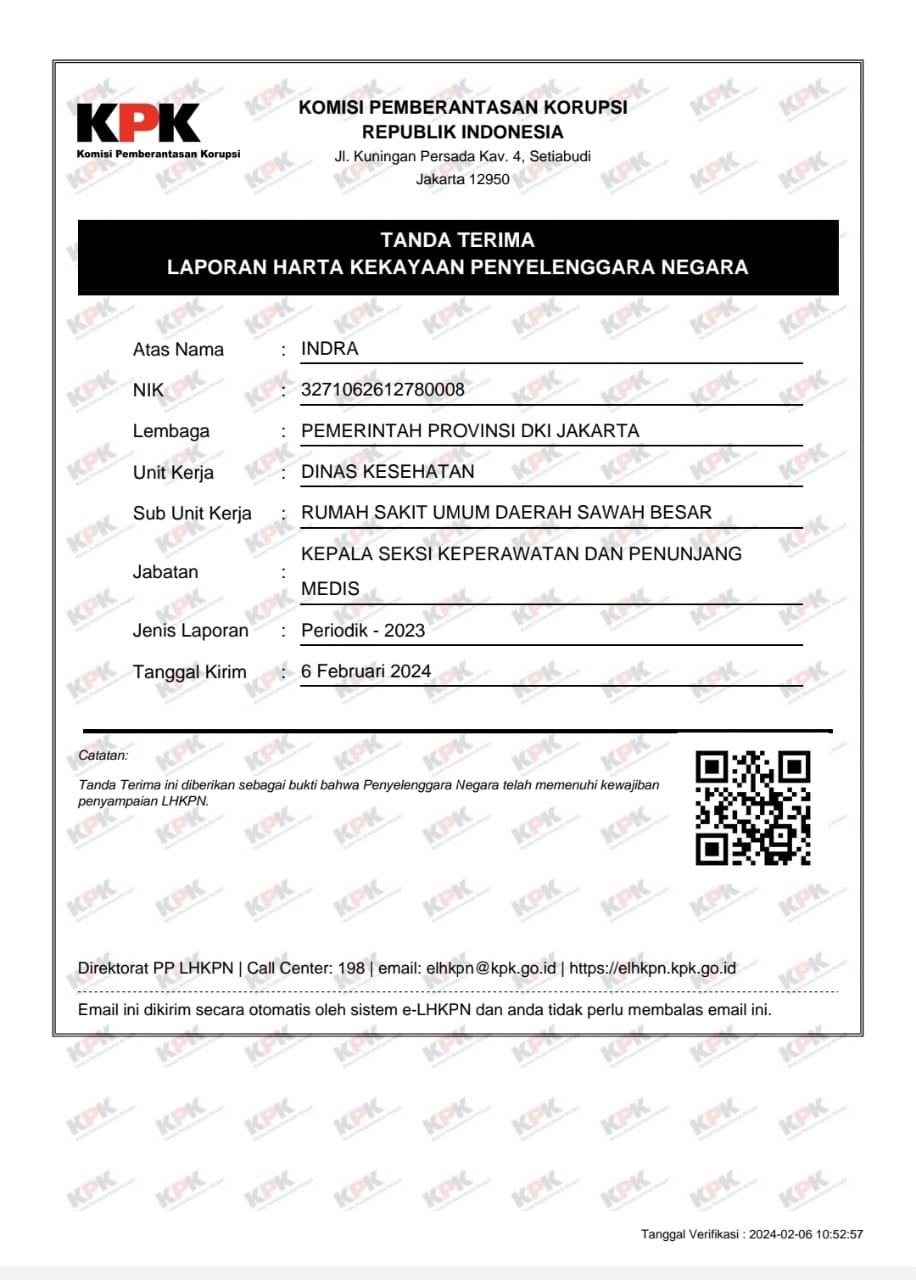 KPK
Komisi Pemberantasan Korupsi
KOMISI PEMBERANTASAN KORUPSI
REPUBLIK INDONESIA
Jl. Kuningan Persada Kav. 4, Setiabudi
Jakarta 12950
TANDA TERIMA
LAPORAN HARTA KEKAYAAN PENYELENGGARA NEGARA
Atas Nama : INDRA
NIK : 3271062612780008
Lembaga : PEMERINTAH PROVINSI DKI JAKARTA
Unit Kerja : DINAS KESEHATAN
Sub Unit Kerja : RUMAH SAKIT UMUM DAERAH SAWAH BESAR
Jabatan : KEPALA SEKSI KEPERAWATAN DAN PENUNJANG
MEDIS
Jenis Laporan : Periodik - 2023
Tanggal Kirim : 6 Februari 2024
Catatan:
Tanda Terima ini diberikan sebagai bukti bahwa Penyelenggara Negara telah memenuhi kewajiban
penyampaian LHKPN.
Direktorat PP LHKPN | Call Center: 198 | email: elhkpn@kpk.go.id | https://elhkpn.kpk.go.id
Email ini dikirim secara otomatis oleh sistem e-LHKPN dan anda tidak perlu membalas email ini.
Tanggal Verifikasi : 2024-02-06 10:52:57